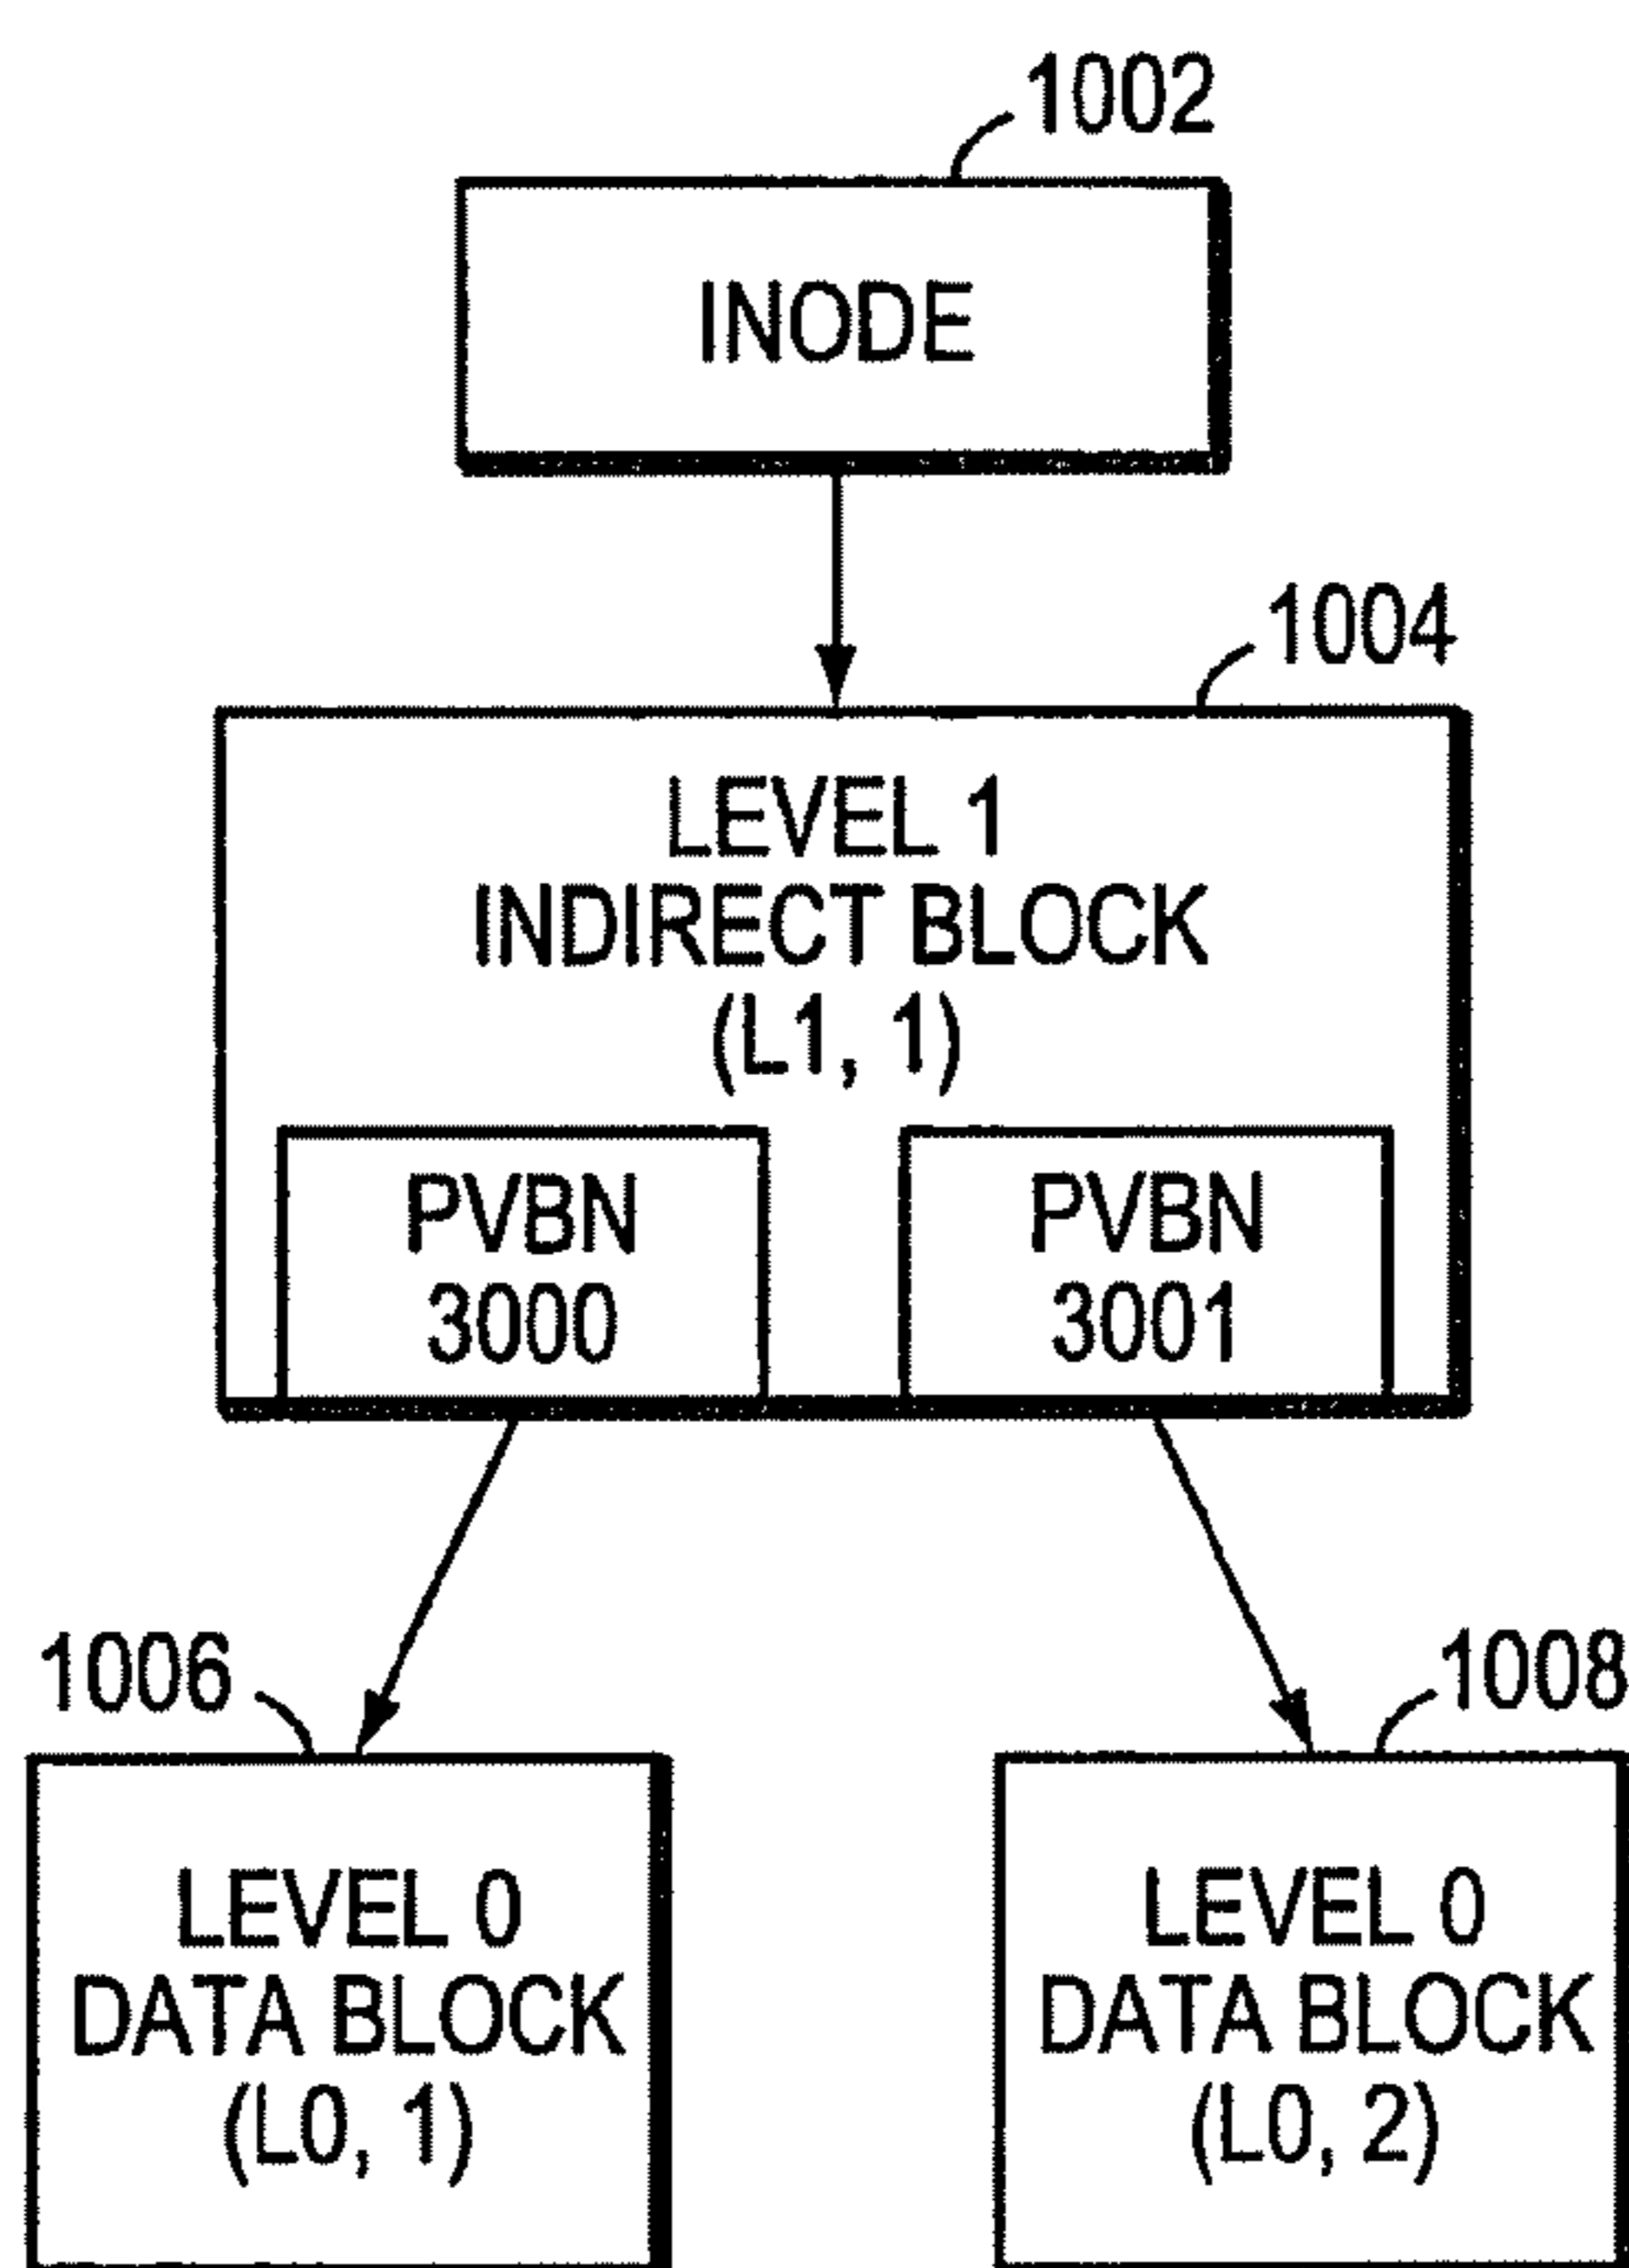 1002
INODE
1004
LEVEL 1
INDIRECT BLOCK
(L1, 1)
PVBN
3000
PVBN
3001
1006
1008
LEVEL 0
DATA BLOCK
(L0, 1)
LEVEL 0
DATA BLOCK
(L0, 2)